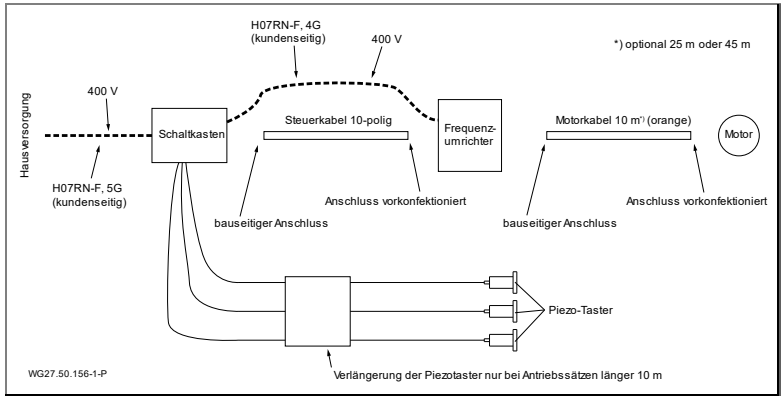 H07RN-F, 4G
(kundenseitig)
400 V
*) optional 25 m oder 45 m
400 V
Hausversorgung
Schaltkasten
Steuerkabel 10-polig
Frequenz-
umrichter
Motorkabel 10 m*) (orange)
Motor
H07RN-F, 5G
(kundenseitig)
bauseitiger Anschluss
Anschluss vorkonfektioniert
bauseitiger Anschluss
Anschluss vorkonfektioniert
Piezo-Taster
WG27.50.156-1-P
Verlängerung der Piezotaster nur bei Antriebssätzen länger 10 m